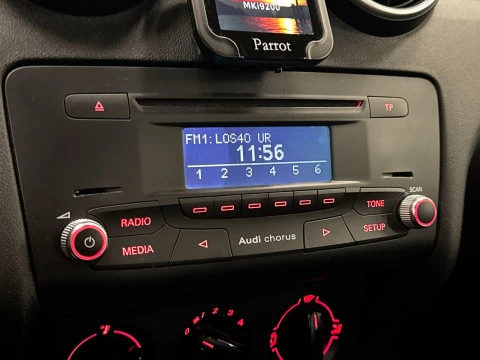 MKi9200
Parrot
TP
FM1: LOS40 UR
11:56
1 2 3 4 5 6
SCAN
RADIO
TONE
MEDIA
Audi chorus
SETUP
0 1 2 3 4